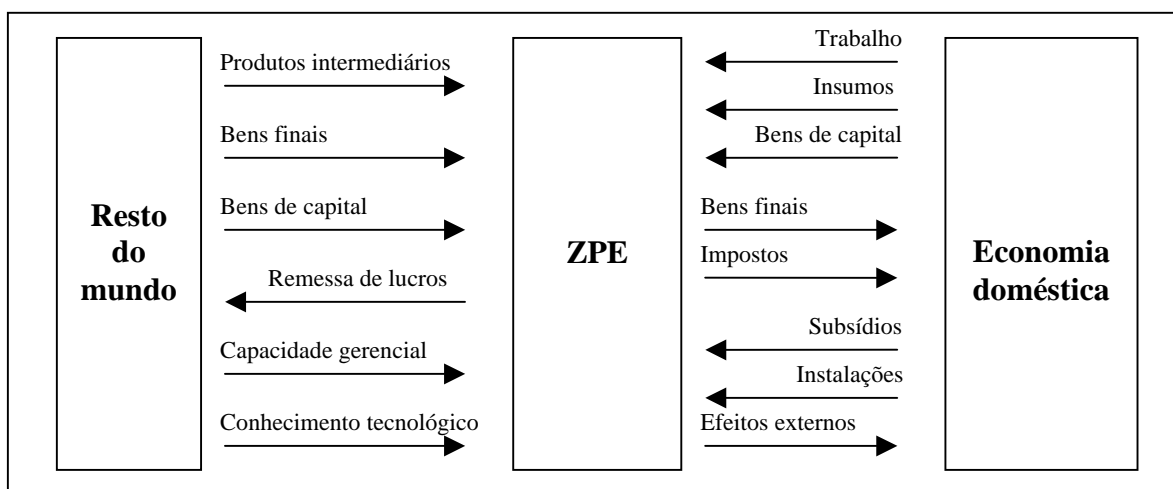 Resto
do
mundo
Produtos intermediários
Bens finais
Bens de capital
Remessa de lucros
Capacidade gerencial
Conhecimento tecnológico
ZPE
Trabalho
Insumos
Bens de capital
Bens finais
Impostos
Subsídios
Instalações
Efeitos externos
Economia
doméstica